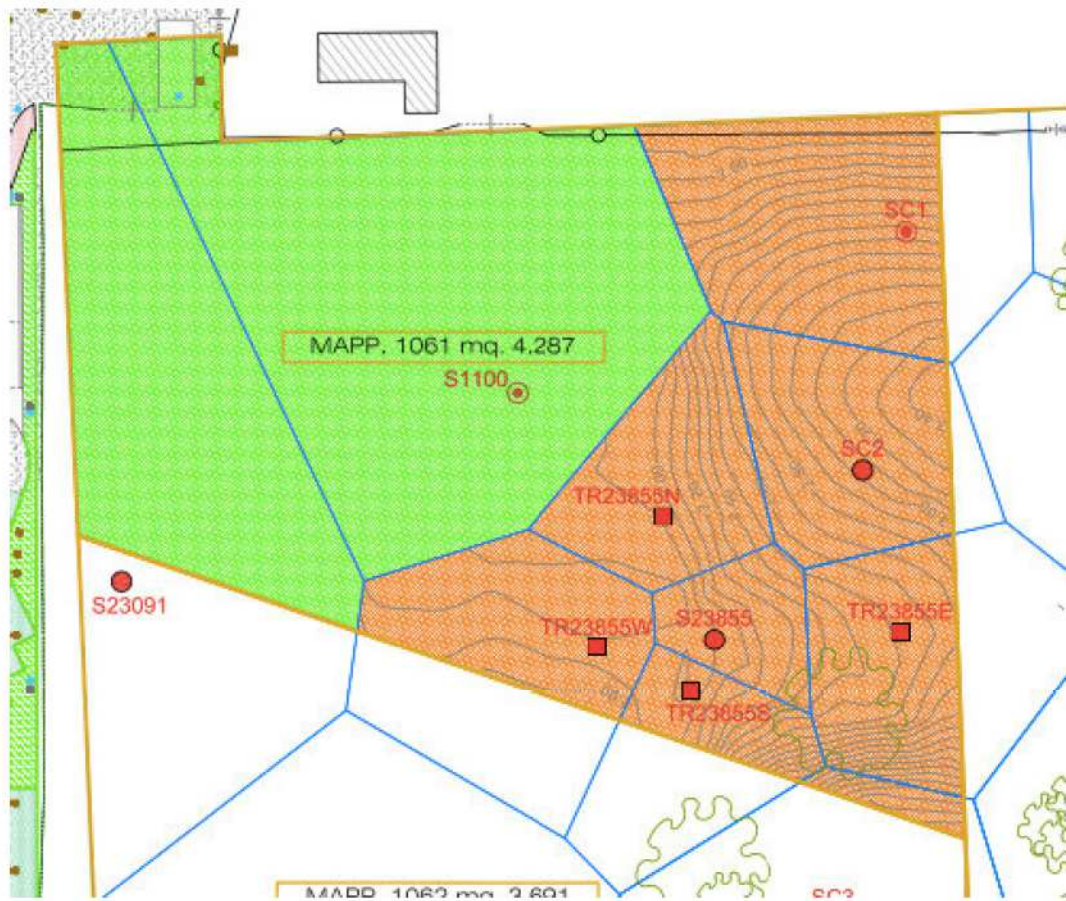 SC1
MAPP. 1061 mq. 4.287
S1100
SC2
TR23855N
S23091
TR23855W
S23855
TR23855E
TR23855S
MAPP. 1062 mq. 3.691
SC3